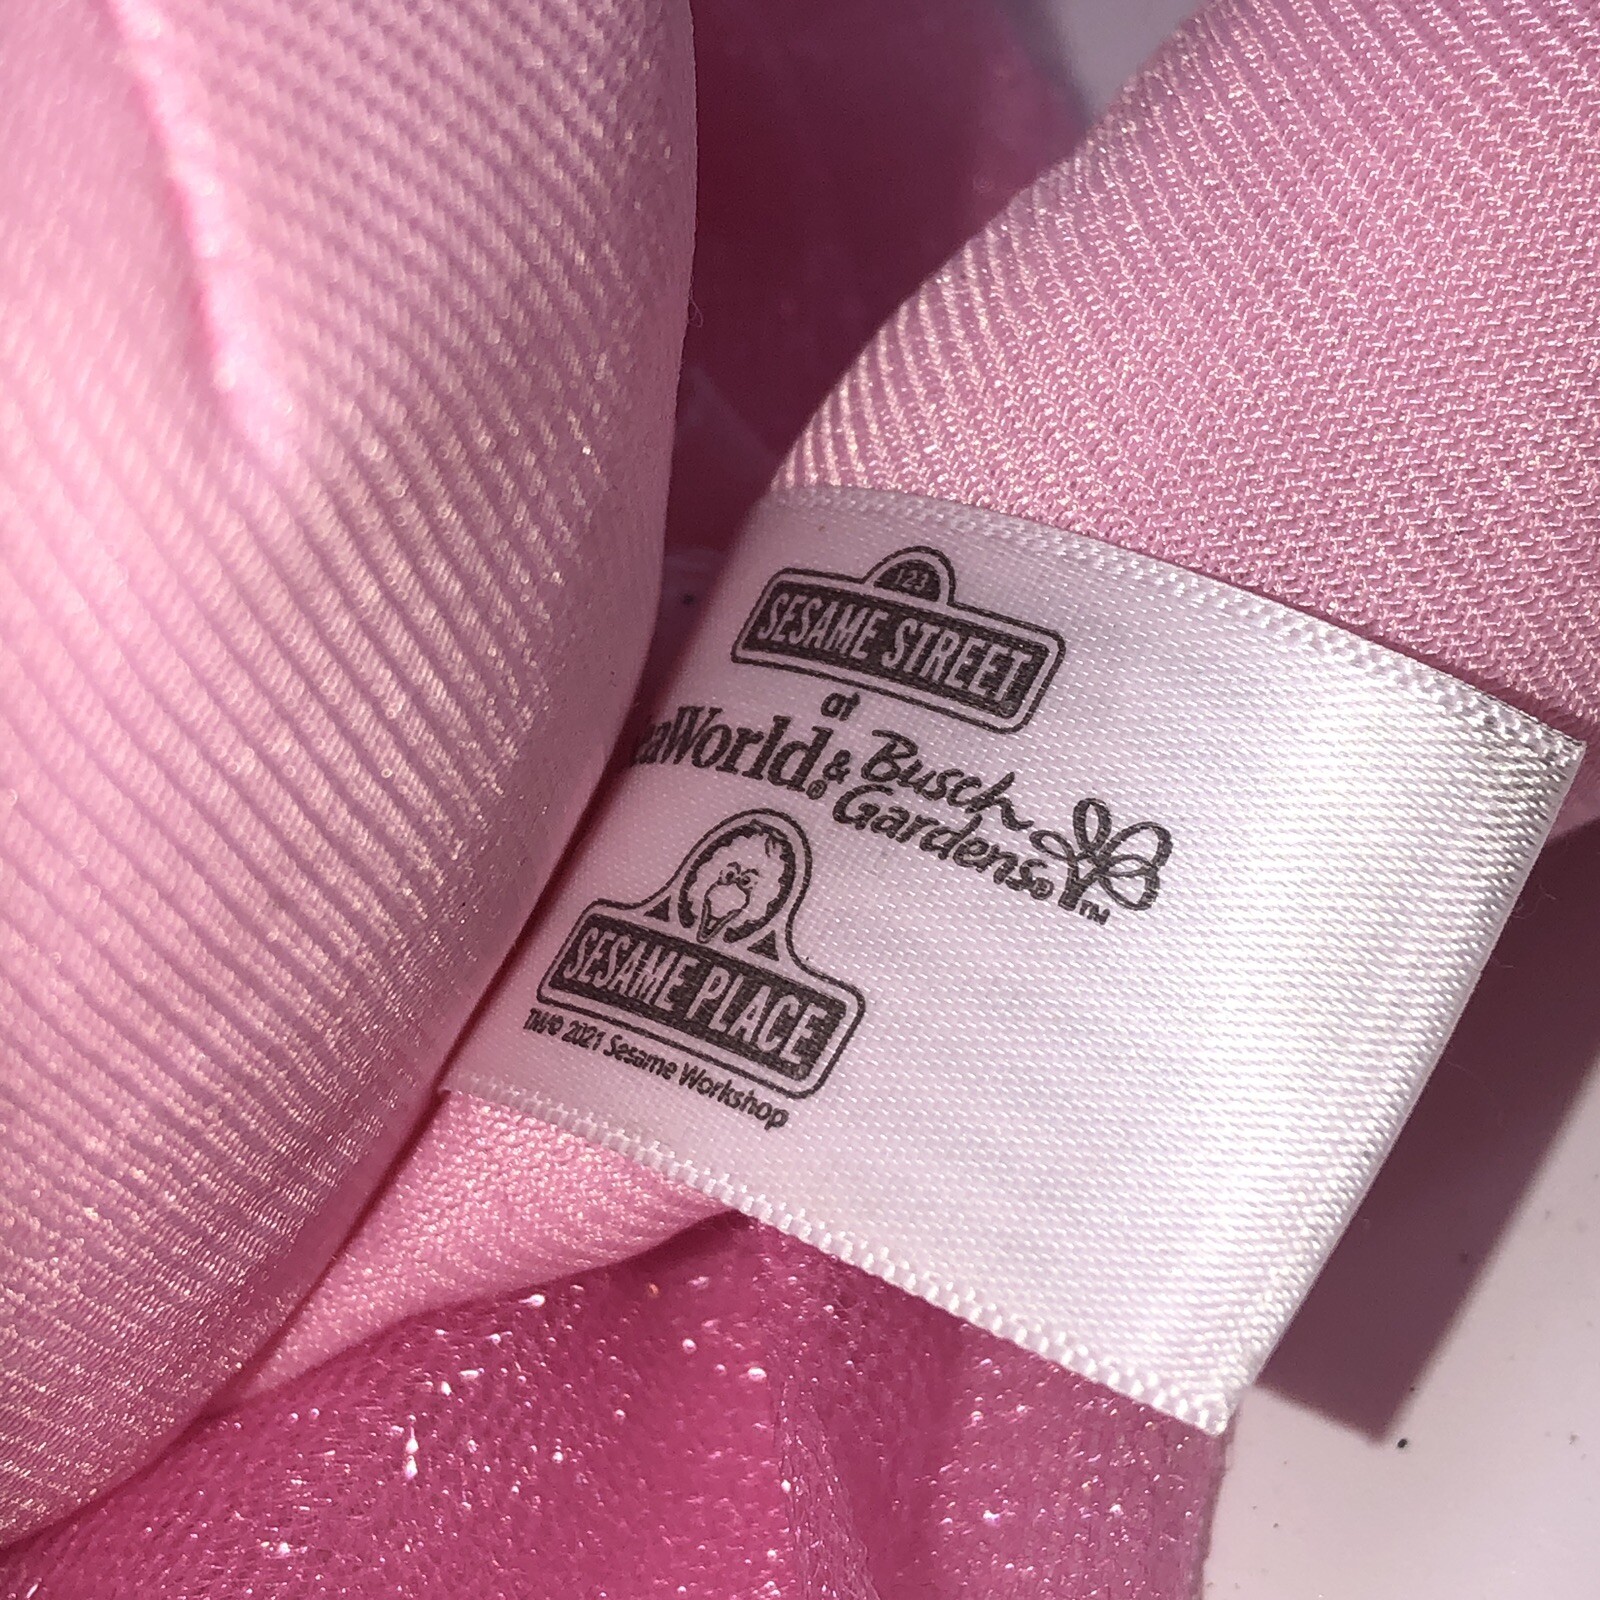 123
SESAME STREET
at
aWorld® & Busch
Gardens®™
SESAME PLACE
TM/© 2021 Sesame Workshop